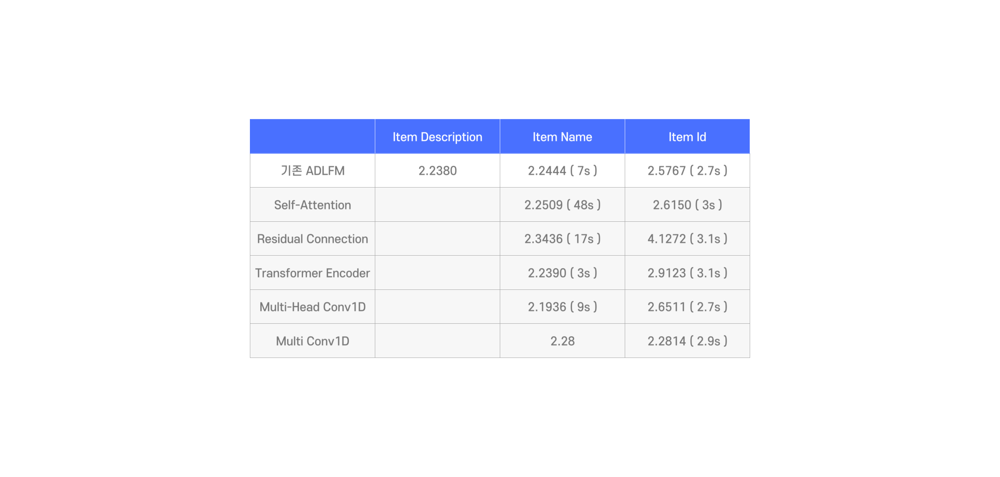 Item Description Item Name Item Id
기존 ADLFM 2.2380 2.2444 ( 7s ) 2.5767 ( 2.7s )
Self-Attention 2.2509 ( 48s ) 2.6150 ( 3s )
Residual Connection 2.3436 ( 17s ) 4.1272 ( 3.1s )
Transformer Encoder 2.2390 ( 3s ) 2.9123 ( 3.1s )
Multi-Head Conv1D 2.1936 ( 9s ) 2.6511 ( 2.7s )
Multi Conv1D 2.28 2.2814 ( 2.9s )